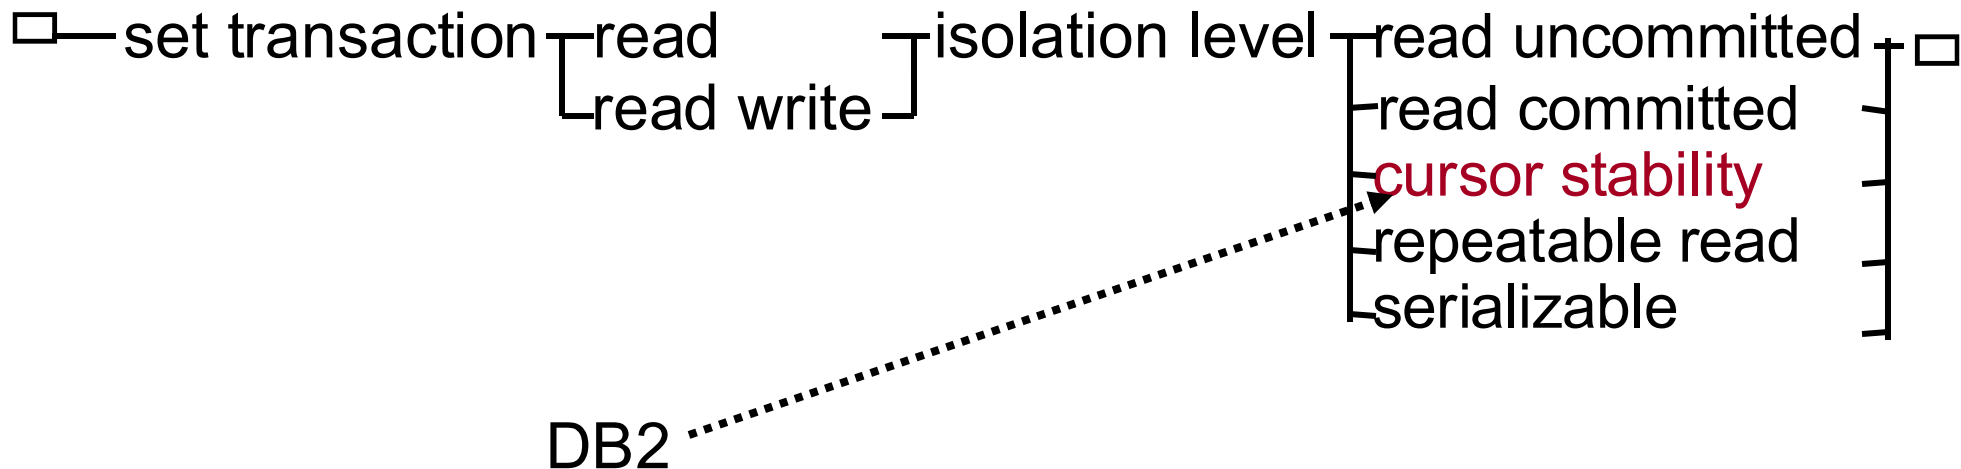 set transaction read isolation level read uncommitted
read write read committed
cursor stability
repeatable read
serializable
DB2